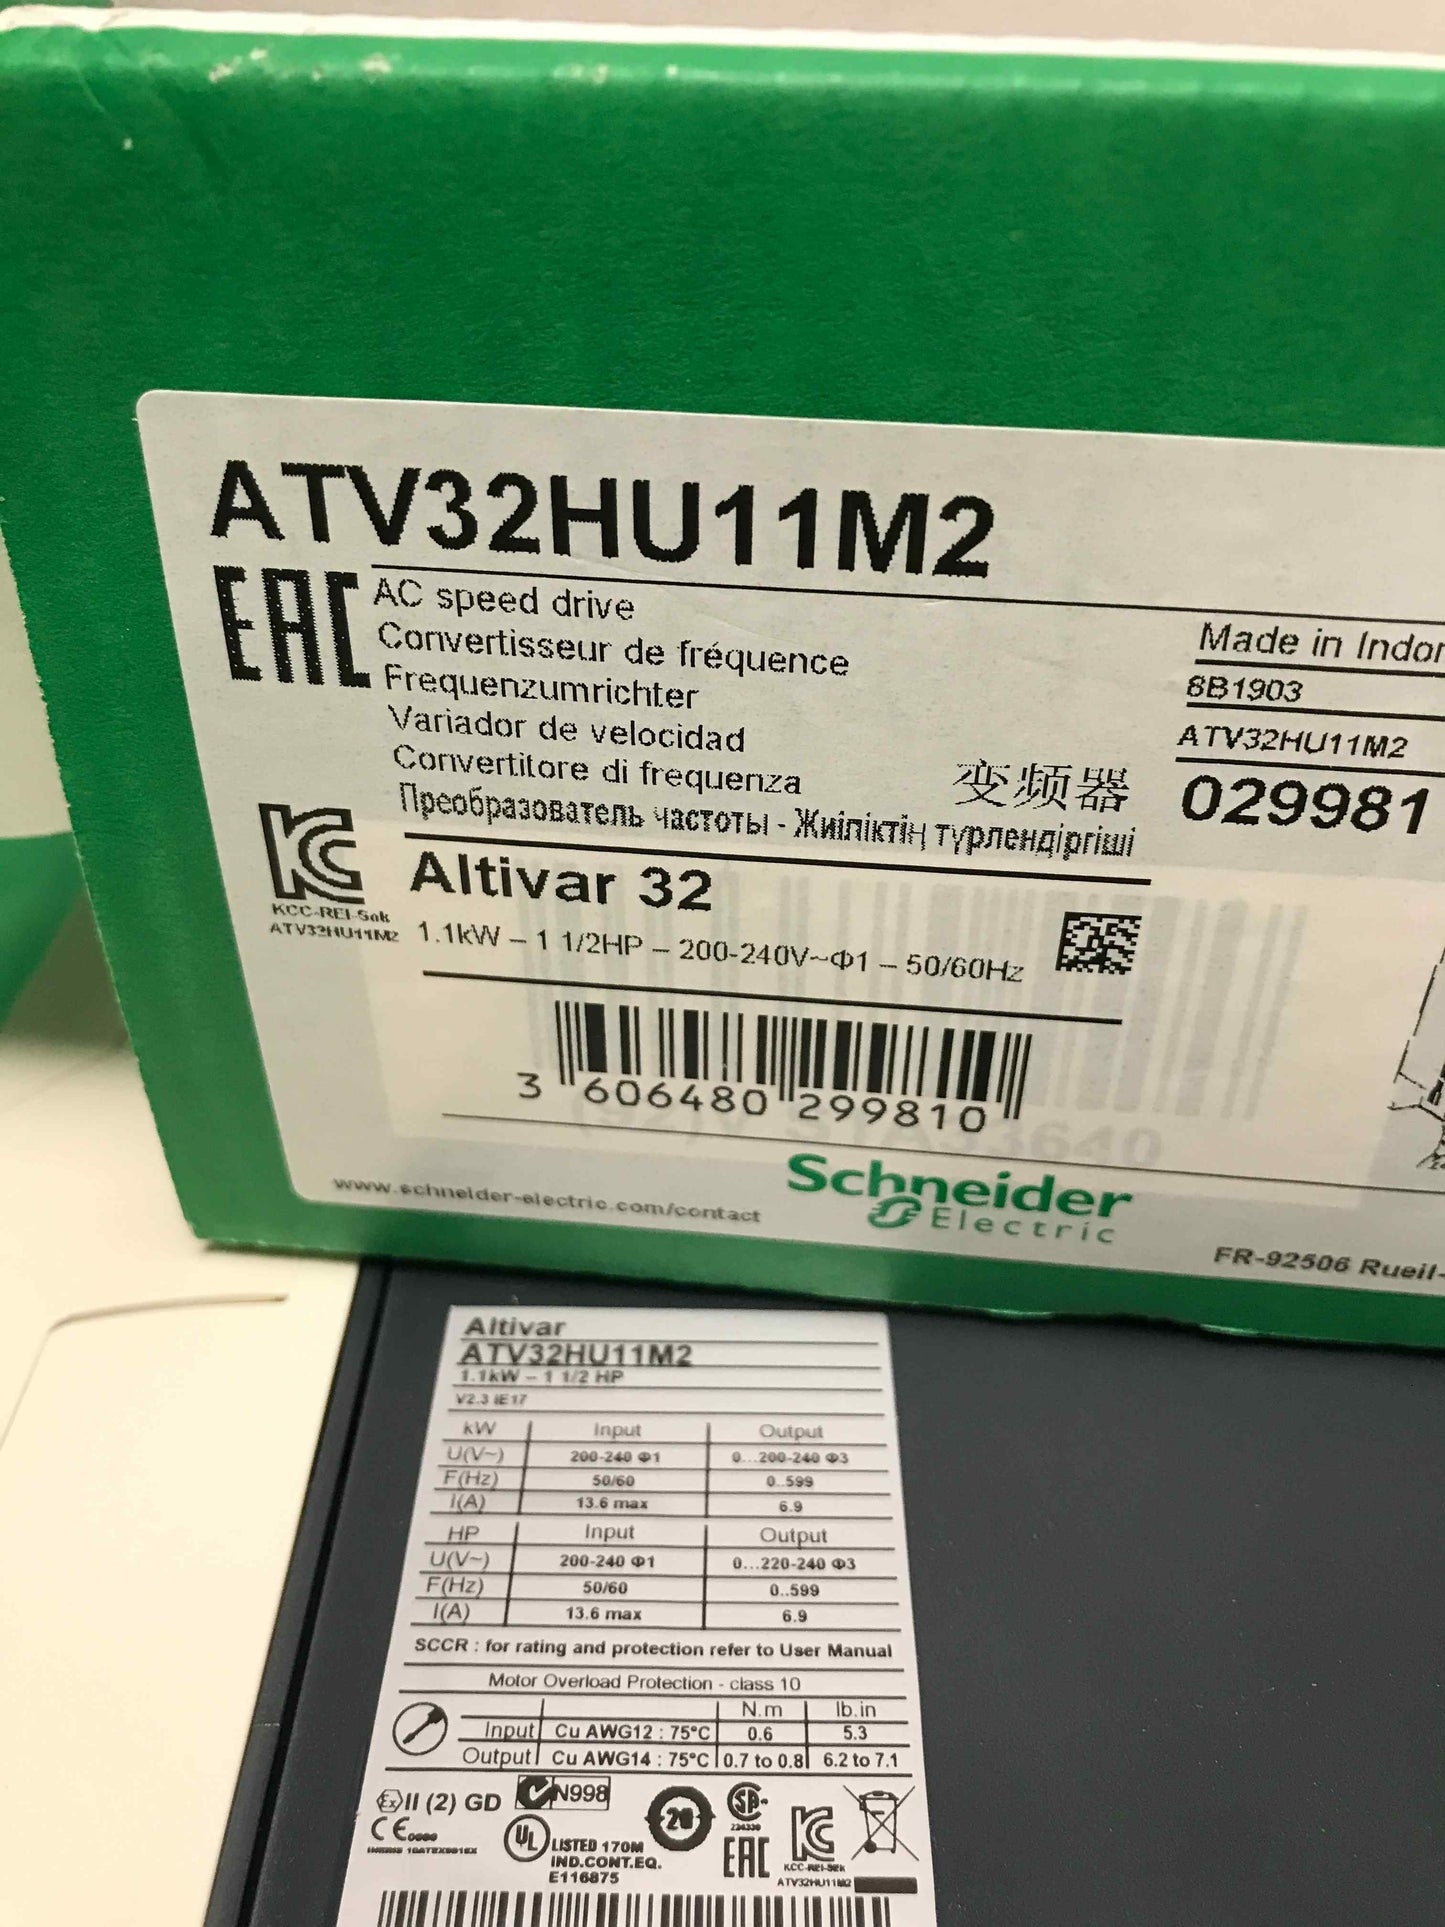 ATV32HU11M2
EAC
AC speed drive
Convertisseur de fréquence
Frequenzumrichter
Variador de velocidad
Convertitore di frequenza
变频器
Преобразователь частоты - Жиіліктің түрлендіргіші
Made in Indon
8B1903
ATV32HU11M2
029981
KCC-REI-Sek
ATV32HU11M2
Altivar 32
1.1kW – 1 1/2HP – 200-240V~Φ1 – 50/60Hz
3 606480 299810
www.schneider-electric.com/contact
Schneider
Electric
FR-92506 Rueil-
Altivar
ATV32HU11M2
1.1kW – 1 1/2 HP
V2.3 IE17
kW Input Output
U(V~) 200-240 Φ1 0...200-240 Φ3
F(Hz) 50/60 0..599
I(A) 13.6 max 6.9
HP Input Output
U(V~) 200-240 Φ1 0...220-240 Φ3
F(Hz) 50/60 0..599
I(A) 13.6 max 6.9
SCCR : for rating and protection refer to User Manual
Motor Overload Protection - class 10
N.m lb.in
Input Cu AWG12 : 75°C 0.6 5.3
Output Cu AWG14 : 75°C 0.7 to 0.8 6.2 to 7.1
Ex II (2) GD N998
CE
UL LISTED 170M
IND.CONT.EQ.
E116875
20
EAC
KCC-REI-SEK
ATV32HU11M2